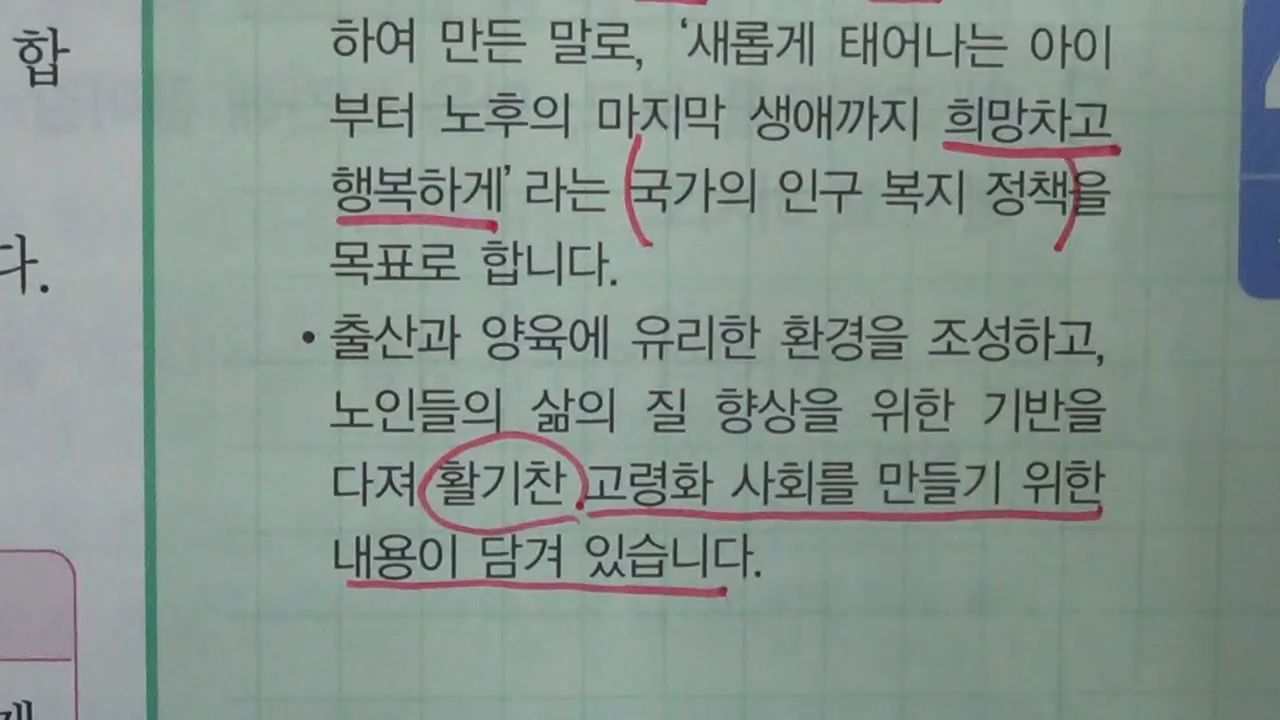 합
다.
하여 만든 말로, ‘새롭게 태어나는 아이
부터 노후의 마지막 생애까지 희망차고
행복하게’ 라는 국가의 인구 복지 정책을
목표로 합니다.
• 출산과 양육에 유리한 환경을 조성하고,
노인들의 삶의 질 향상을 위한 기반을
다져 활기찬 고령화 사회를 만들기 위한
내용이 담겨 있습니다.